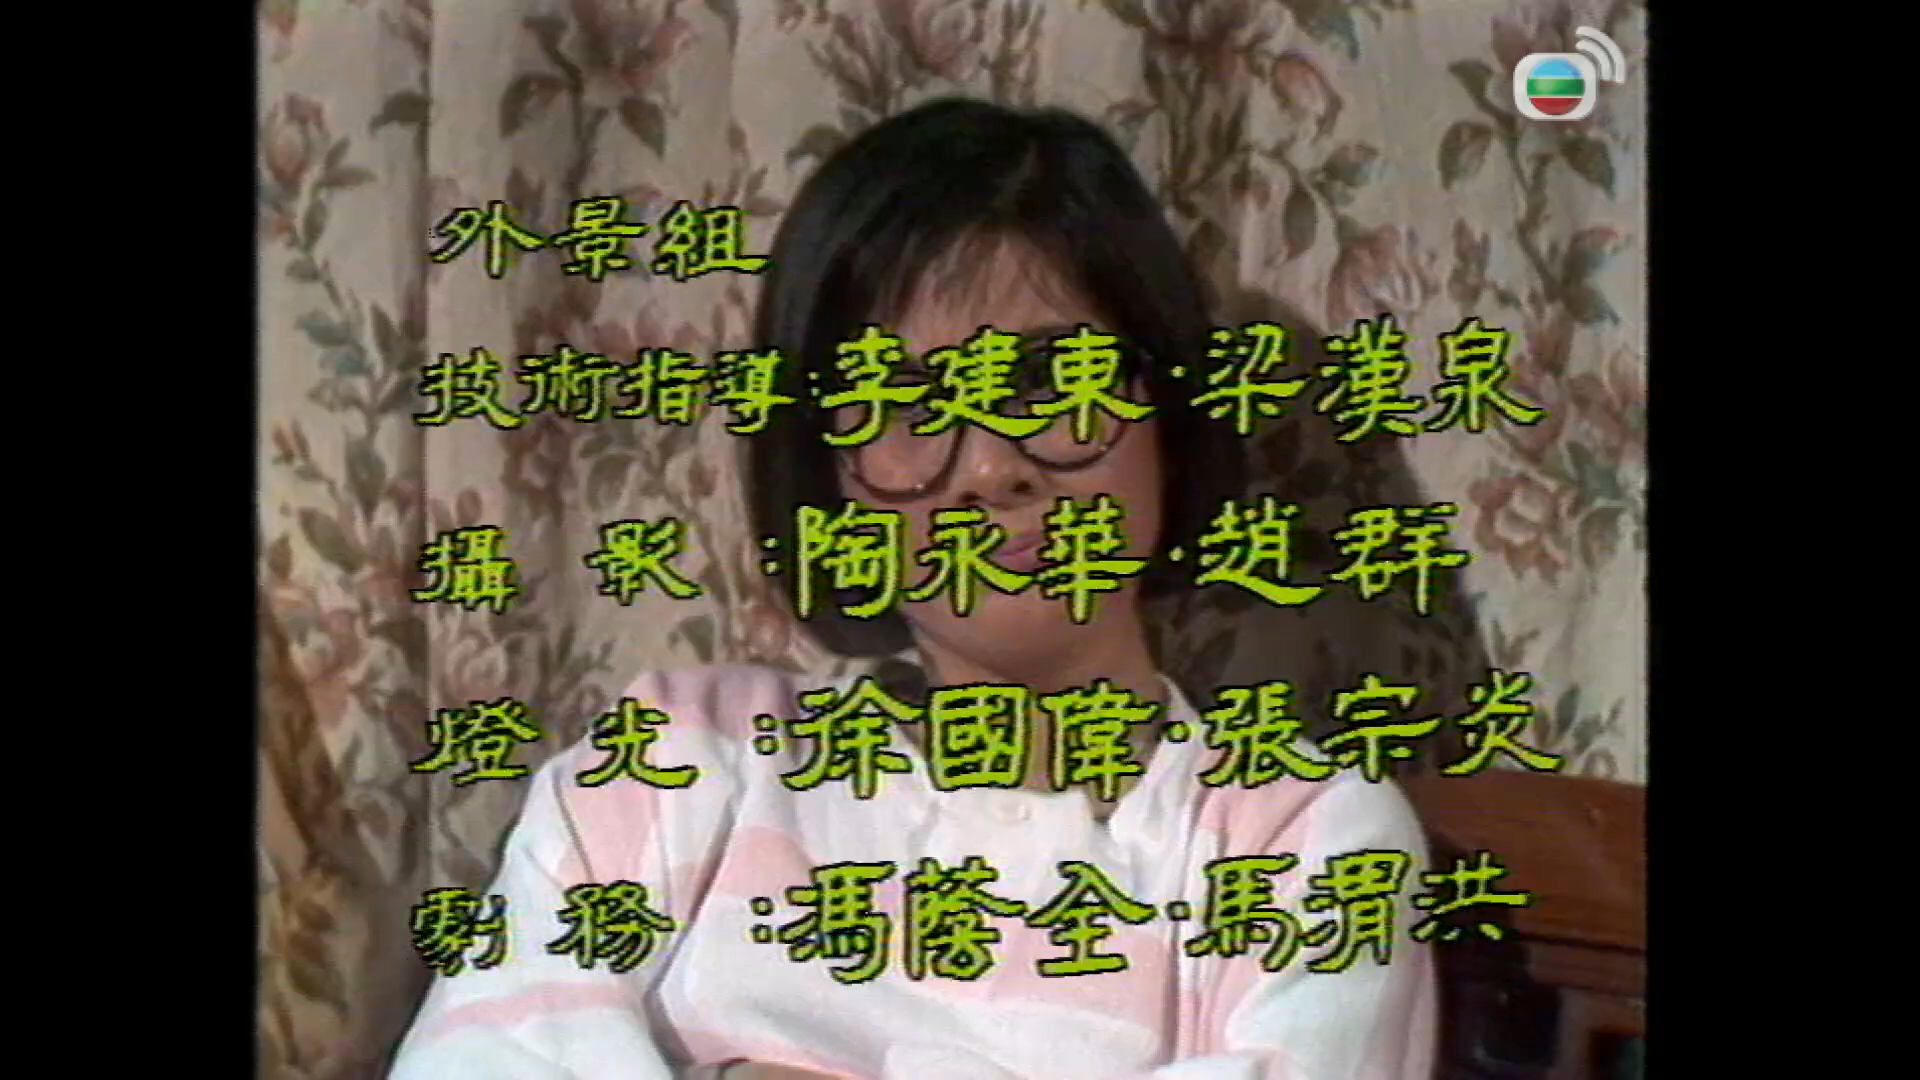 外景組
技術指導:李建東·梁漢泉
攝影:陶永華·趙群
燈光:徐國偉·張宗炎
劇務:馮蔭全·馬渭洪